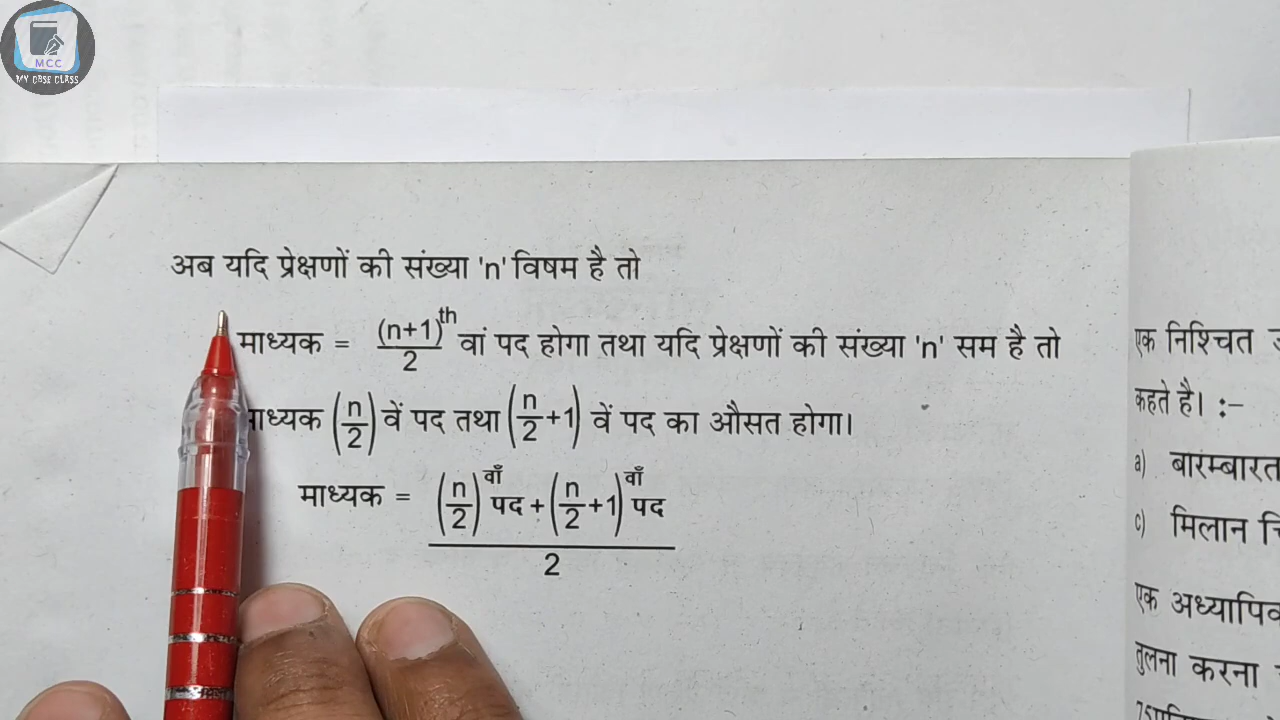 MCC
MY CBSE CLASS
अब यदि प्रेक्षणों की संख्या 'n' विषम है तो
माध्यक = (n+1)/2 th वां पद होगा तथा यदि प्रेक्षणों की संख्या 'n' सम है तो
माध्यक (n/2) वें पद तथा (n/2+1) वें पद का औसत होगा।
माध्यक = ((n/2) वाँ पद + (n/2+1) वाँ पद)/2
एक निश्चित
कहते है। :–
a) बारम्बारत
c) मिलान
एक
तुलना करना